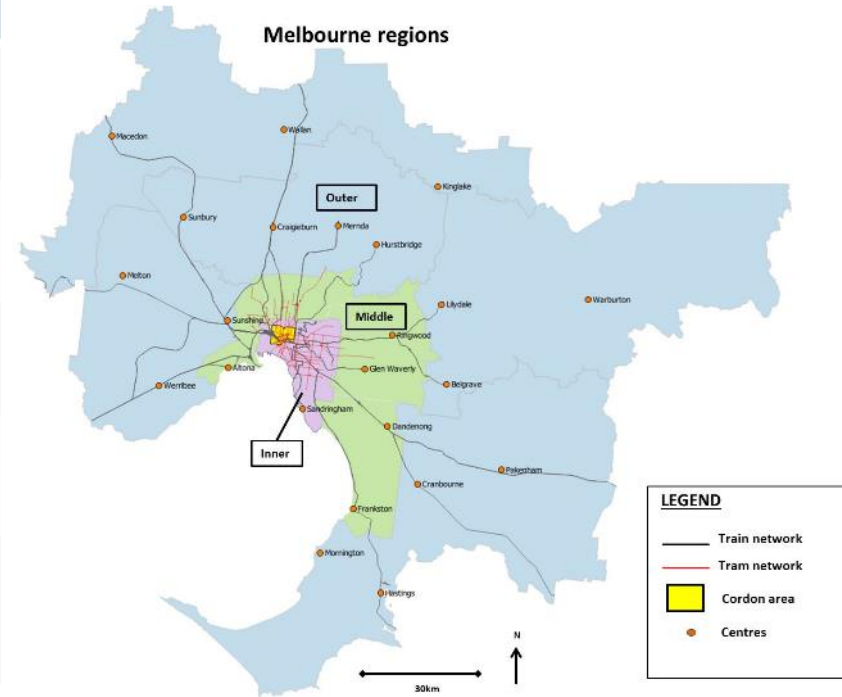 Melbourne regions
Wallan
Macedon
Kinglake
Outer
Sunbury
Craigieburn
Mernda
Hurstbridge
Melton
Warburton
Lilydale
Middle
Sunshine
Ringwood
Glen Waverly
Altona
Werribee
Belgrave
Sandringham
Dandenong
Inner
Pakenham
Cranbourne
Frankston
Mornington
Hastings
LEGEND
Train network
Tram network
Cordon area
Centres
N
30km